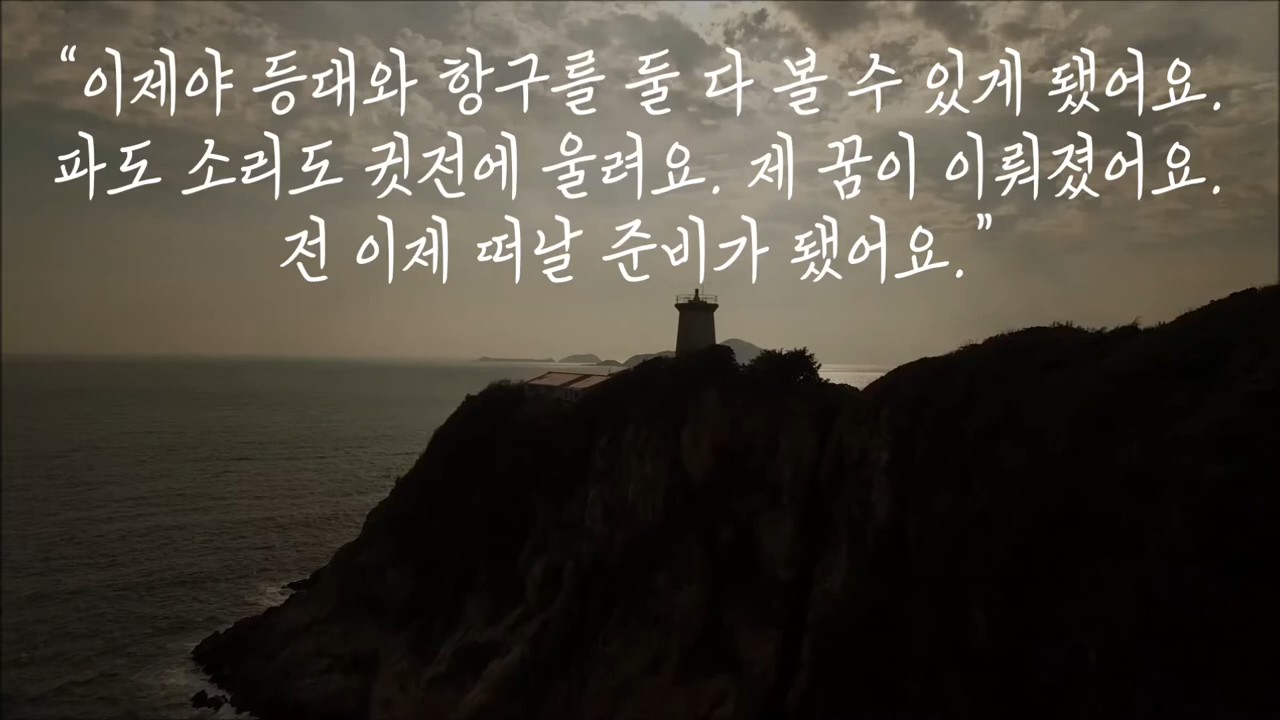 “이제야 등대와 항구를 둘 다 볼 수 있게 됐어요.
파도 소리도 귓전에 울려요. 제 꿈이 이뤄졌어요.
전 이제 떠날 준비가 됐어요.”